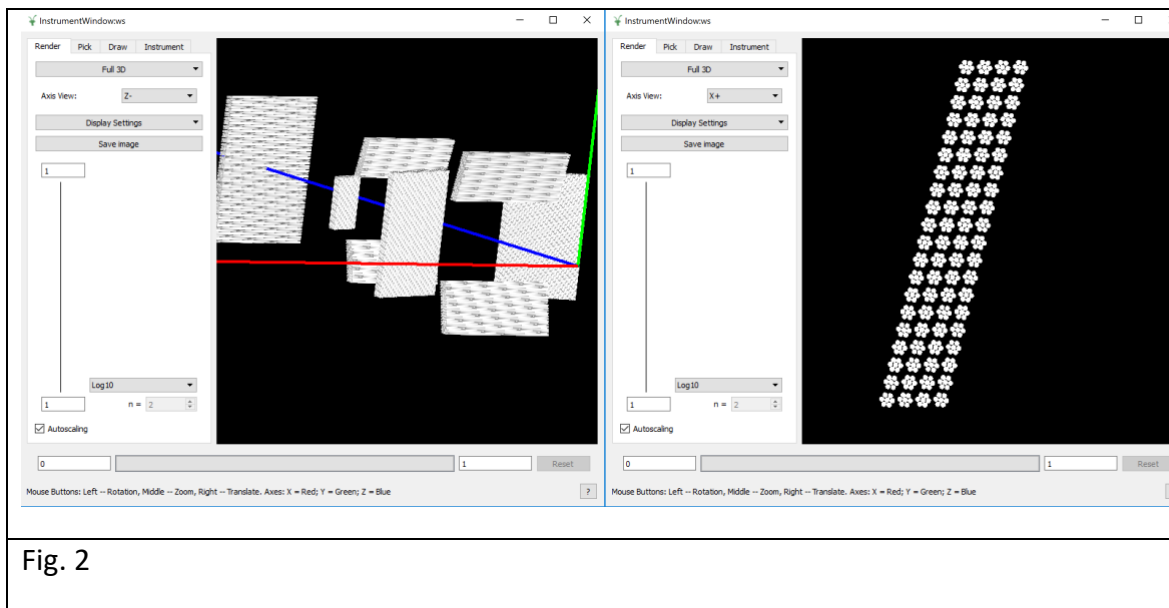 InstrumentWindow:ws
Render Pick Draw Instrument
Full 3D
Axis View: Z-
Display Settings
Save image
1
Log10
1 n = 2
Autoscaling
0 1 Reset
Mouse Buttons: Left -- Rotation, Middle -- Zoom, Right -- Translate. Axes: X = Red; Y = Green; Z = Blue ?
InstrumentWindow:ws
Render Pick Draw Instrument
Full 3D
Axis View: X+
Display Settings
Save image
1
Log10
1 n = 2
Autoscaling
0 1 Reset
Mouse Buttons: Left -- Rotation, Middle -- Zoom, Right -- Translate. Axes: X = Red; Y = Green; Z = Blue
Fig. 2